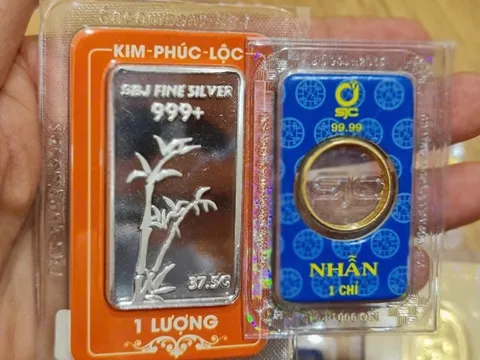 KIM-PHÚC-LỘC
SBJ FINE SILVER
999+
37.5G
1 LƯỢNG
SJC
99.99
NHẪN
1 CHỈ